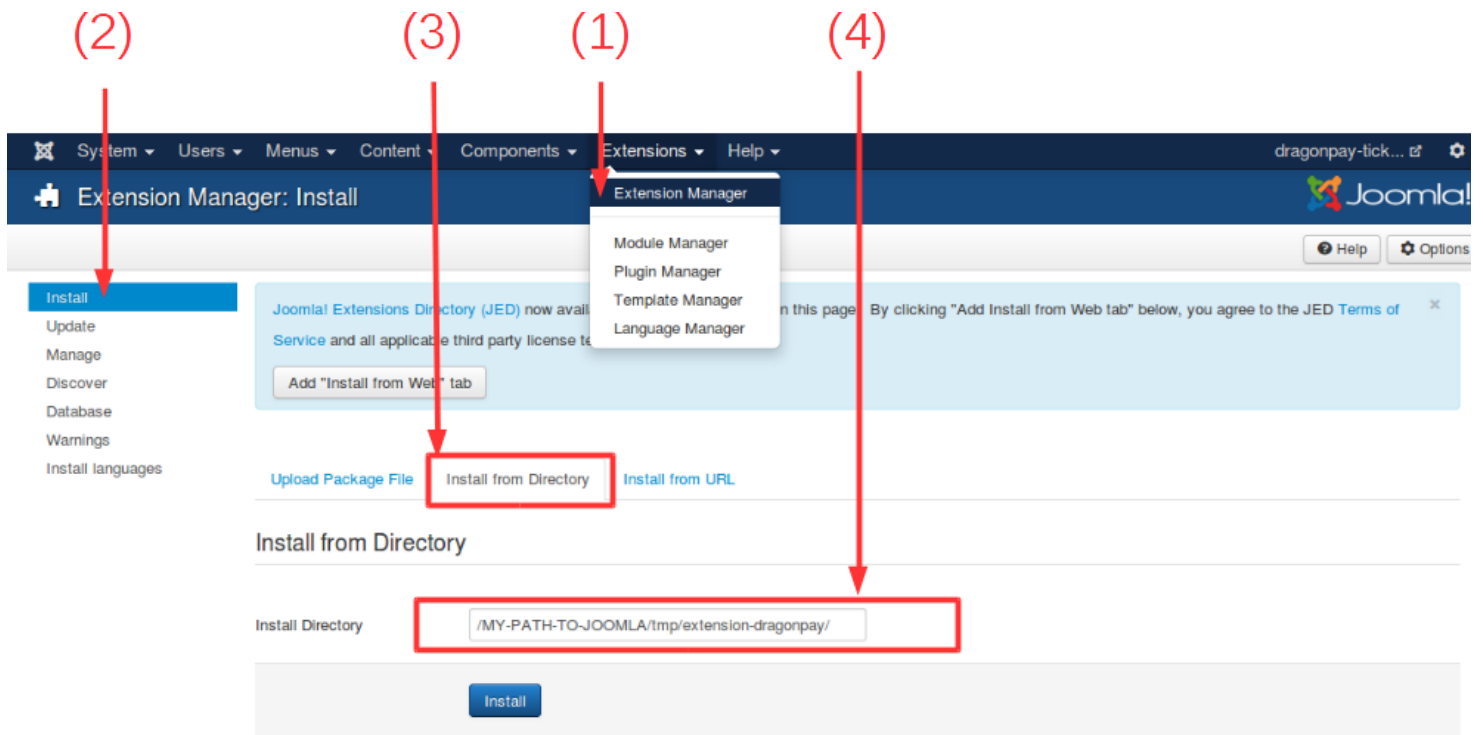 (2) (3) (1) (4)
System Users Menus Content Components Extensions Help dragonpay-tick...
Extension Manager: Install
Joomla!
Extension Manager
Module Manager
Plugin Manager
Template Manager
Language Manager
Help Options
Install
Update
Manage
Discover
Database
Warnings
Install languages
Joomla! Extensions Directory (JED) now avail n this page By clicking "Add Install from Web tab" below, you agree to the JED Terms of
Service and all applicable third party license te
Add "Install from Web" tab
Upload Package File Install from Directory Install from URL
Install from Directory
Install Directory /MY-PATH-TO-JOOMLA/tmp/extension-dragonpay/
Install